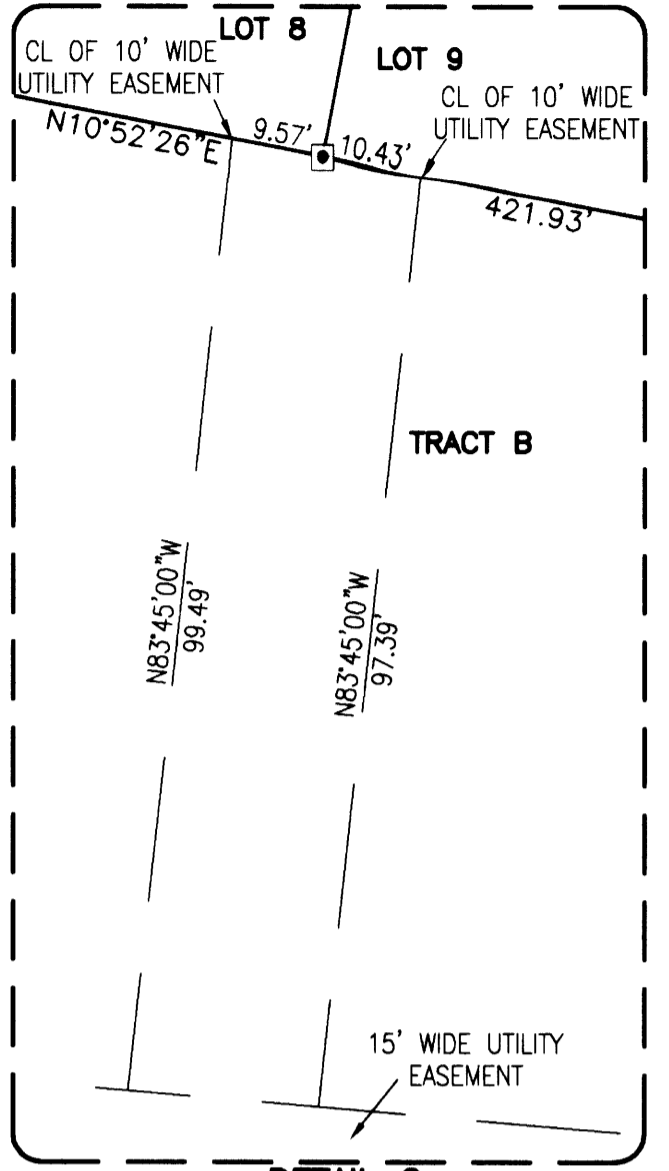 LOT 8
CL OF 10' WIDE
UTILITY EASEMENT
LOT 9
CL OF 10' WIDE
UTILITY EASEMENT
N10°52'26"E
9.57'
10.43'
421.93'
TRACT B
N83°45'00"W
99.49'
N83°45'00"W
97.39'
15' WIDE UTILITY
EASEMENT